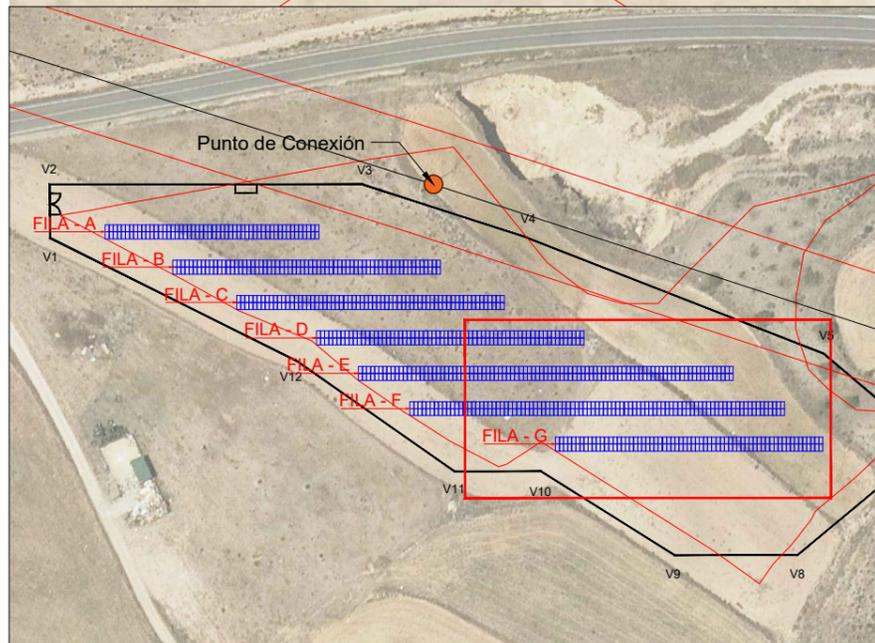 Punto de Conexión
V2
V3
V4
FILA - A
V1
FILA - B
FILA - C
FILA - D
V5
FILA - E
V12
FILA - F
FILA - G
V11
V10
V9
V8